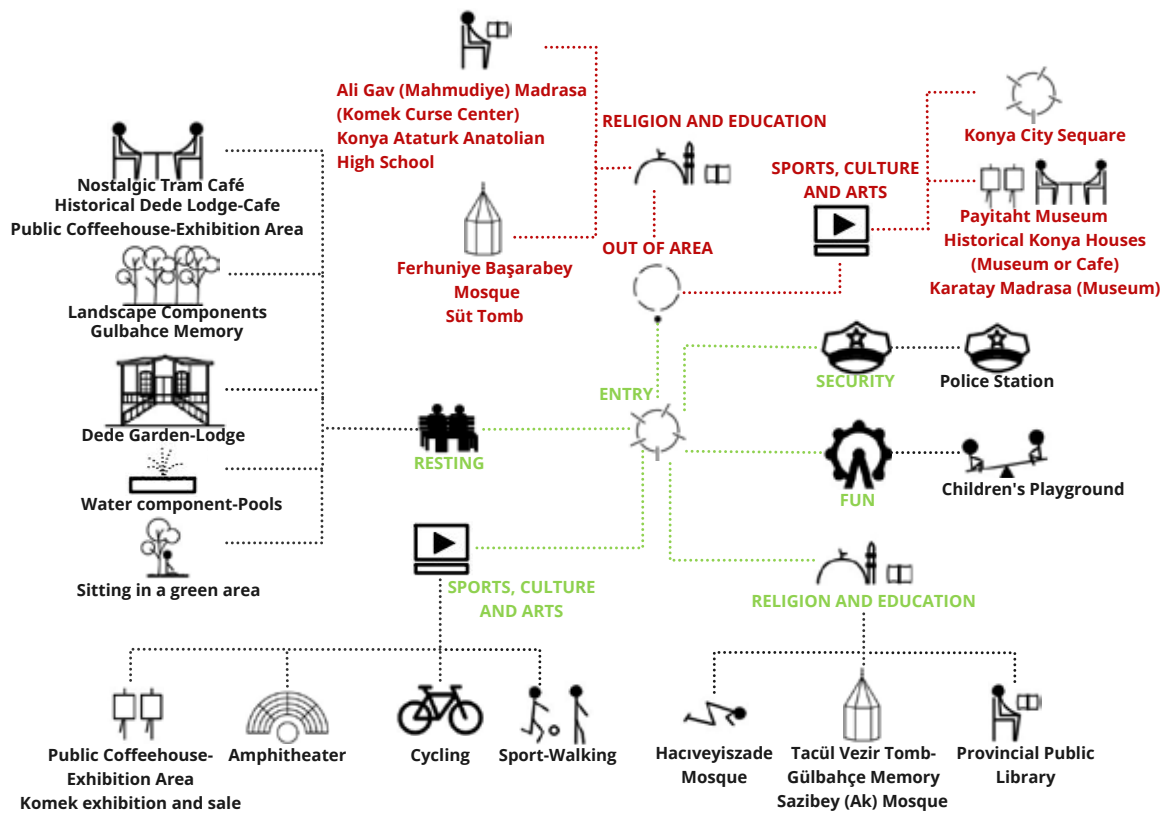 Ali Gav (Mahmudiye) Madrasa
(Komek Curse Center)
Konya Ataturk Anatolian
High School
RELIGION AND EDUCATION
Ferhuniye Başarabey
Mosque
Süt Tomb
OUT OF AREA
SPORTS, CULTURE
AND ARTS
Konya City Sequare
Payitaht Museum
Historical Konya Houses
(Museum or Cafe)
Karatay Madrasa (Museum)
Nostalgic Tram Café
Historical Dede Lodge-Cafe
Public Coffeehouse-Exhibition Area
Landscape Components
Gulbahce Memory
Dede Garden-Lodge
Water component-Pools
Sitting in a green area
ENTRY
RESTING
SECURITY
Police Station
FUN
Children's Playground
SPORTS, CULTURE
AND ARTS
RELIGION AND EDUCATION
Public Coffeehouse-
Exhibition Area
Komek exhibition and sale
Amphitheater
Cycling
Sport-Walking
Hacıveyiszade
Mosque
Tacül Vezir Tomb-
Gülbahçe Memory
Sazibey (Ak) Mosque
Provincial Public
Library